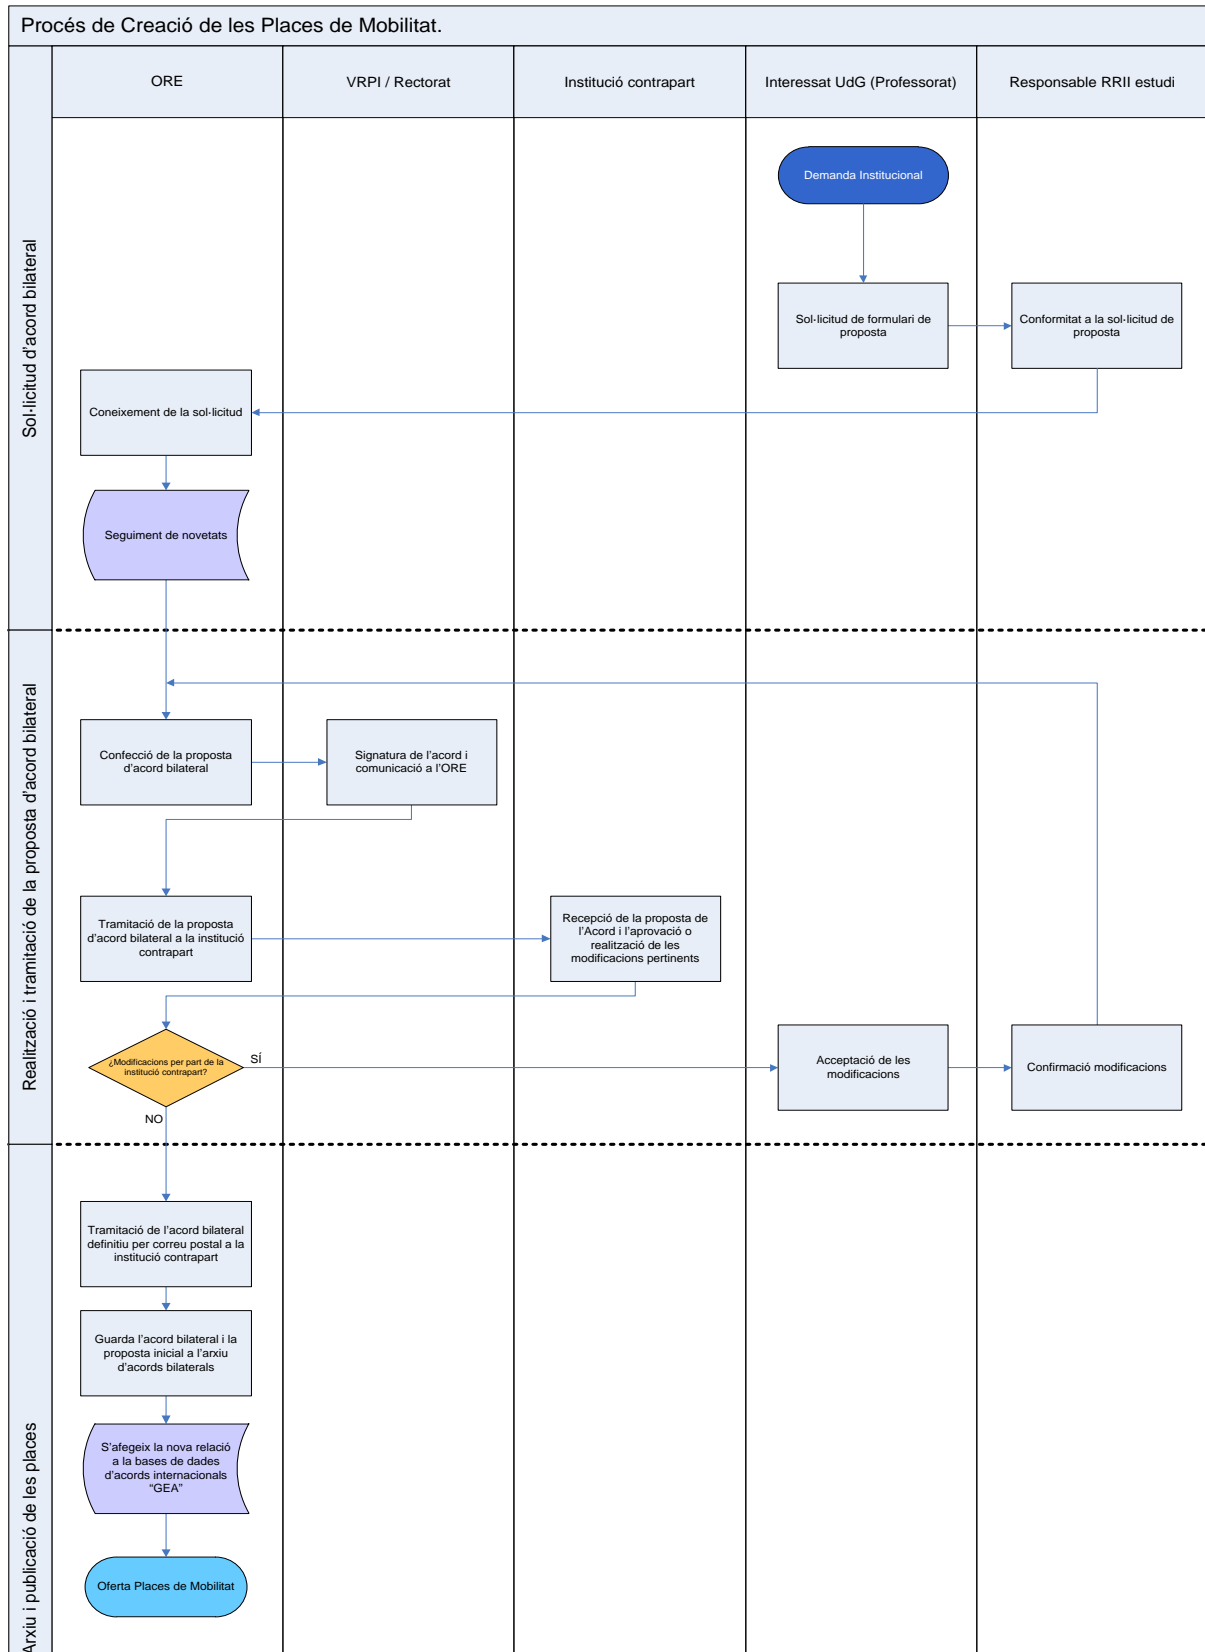 Procés de Creació de les Places de Mobilitat.
ORE
VRPI / Rectorat
Institució contrapart
Interessat UdG (Professorat)
Responsable RRII estudi
Sol·licitud d'acord bilateral
Demanda Institucional
Sol·licitud de formulari de
proposta
Conformitat a la sol·licitud de
proposta
Coneixement de la sol·licitud
Seguiment de novetats
Realització i tramitació de la proposta d'acord bilateral
Confecció de la proposta
d'acord bilateral
Signatura de l'acord i
comunicació a l'ORE
Tramitació de la proposta
d'acord bilateral a la institució
contrapart
Recepció de la proposta de
l'Acord i l'aprovació o
realització de les
modificacions pertinents
¿Modificacions per part de la
institució contrapart?
SÍ
NO
Acceptació de les
modificacions
Confirmació modificacions
Arxiu i publicació de les places
Tramitació de l'acord bilateral
definitiu per correu postal a la
institució contrapart
Guarda l'acord bilateral i la
proposta inicial a l'arxiu
d'acords bilaterals
S'afegeix la nova relació
a la bases de dades
d'acords internacionals
“GEA”
Oferta Places de Mobilitat